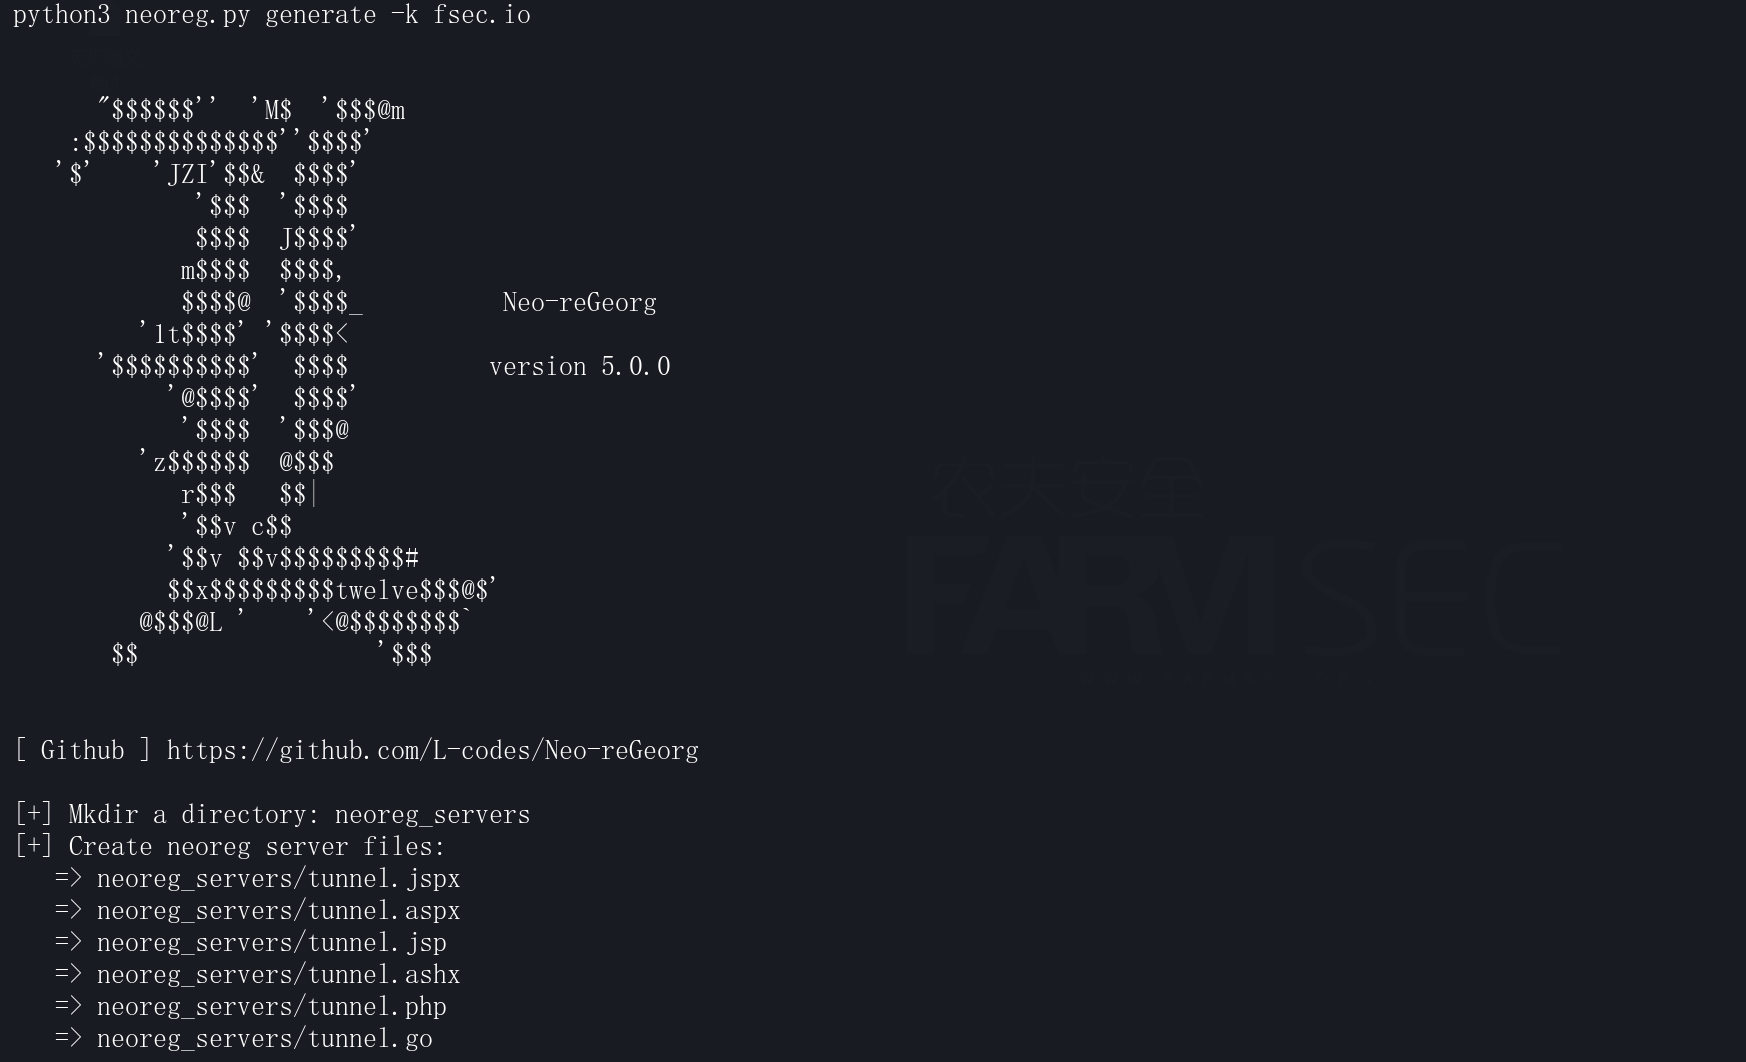 python3 neoreg.py generate -k fsec.io
"$$$$$$''  'M$  '$$$@m
:$$$$$$$$$$$$$$''$$$$'
'$'    'JZI'$$&  $$$$'
'$$$  '$$$$
$$$$  J$$$$'
m$$$$  $$$$,
$$$$@  '$$$$_          Neo-reGeorg
'1t$$$$' '$$$$<
'$$$$$$$$$$'  $$$$          version 5.0.0
'@$$$$'  $$$$'
'$$$$  '$$$@
'z$$$$$$  @$$$
r$$$   $$|
'$$v c$$
'$$v $$v$$$$$$$$$#
$$x$$$$$$$$$twelve$$$@$'
@$$$@L '    '<@$$$$$$$$`
$$                 '$$$
农夫安全
FARMSEC
[ Github ] https://github.com/L-codes/Neo-reGeorg
[+] Mkdir a directory: neoreg_servers
[+] Create neoreg server files:
=> neoreg_servers/tunnel.jspx
=> neoreg_servers/tunnel.aspx
=> neoreg_servers/tunnel.jsp
=> neoreg_servers/tunnel.ashx
=> neoreg_servers/tunnel.php
=> neoreg_servers/tunnel.go